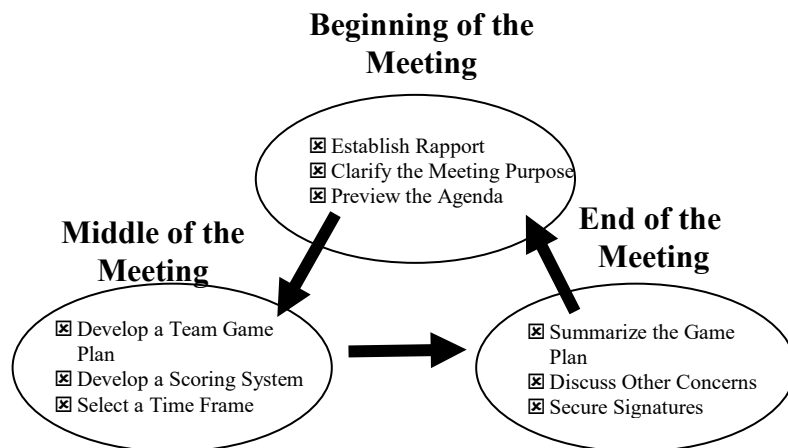 Beginning of the
Meeting
☒ Establish Rapport
☒ Clarify the Meeting Purpose
☒ Preview the Agenda
Middle of the
Meeting
☒ Develop a Team Game
Plan
☒ Develop a Scoring System
☒ Select a Time Frame
End of the
Meeting
☒ Summarize the Game
Plan
☒ Discuss Other Concerns
☒ Secure Signatures